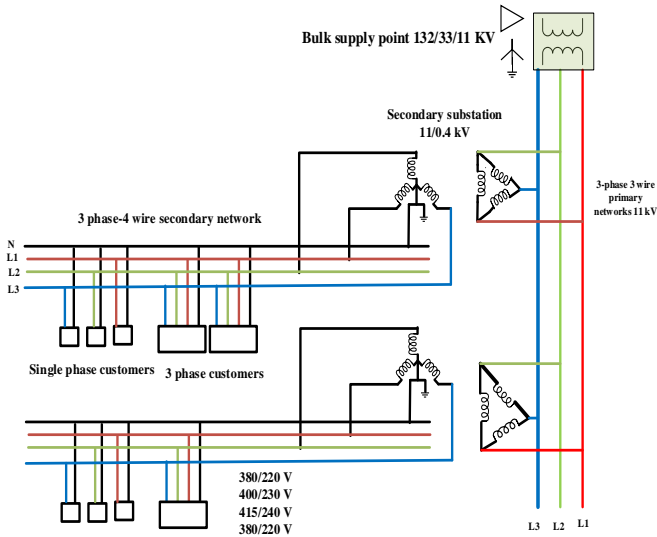 Bulk supply point 132/33/11 KV
Secondary substation
11/0.4 kV
3-phase 3 wire
primary
networks 11 kV
3 phase-4 wire secondary network
N
L1
L2
L3
Single phase customers
3 phase customers
380/220 V
400/230 V
415/240 V
380/220 V
L3
L2
L1